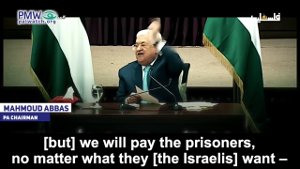 PMW
palwatch.org
فلسطين
MAHMOUD ABBAS
PA CHAIRMAN
[but] we will pay the prisoners,
no matter what they [the Israelis] want –